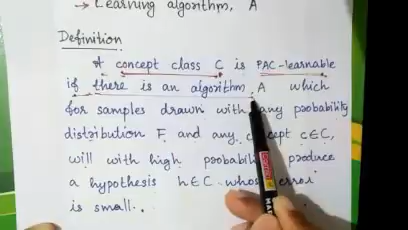 → Learning algorithm, A
Definition
A concept class C is PAC-learnable
if there is an algorithm A which
for samples drawn with any probability
distribution F and any concept c∈C,
will with high probability produce
a hypothesis h∈C whose error
is small.